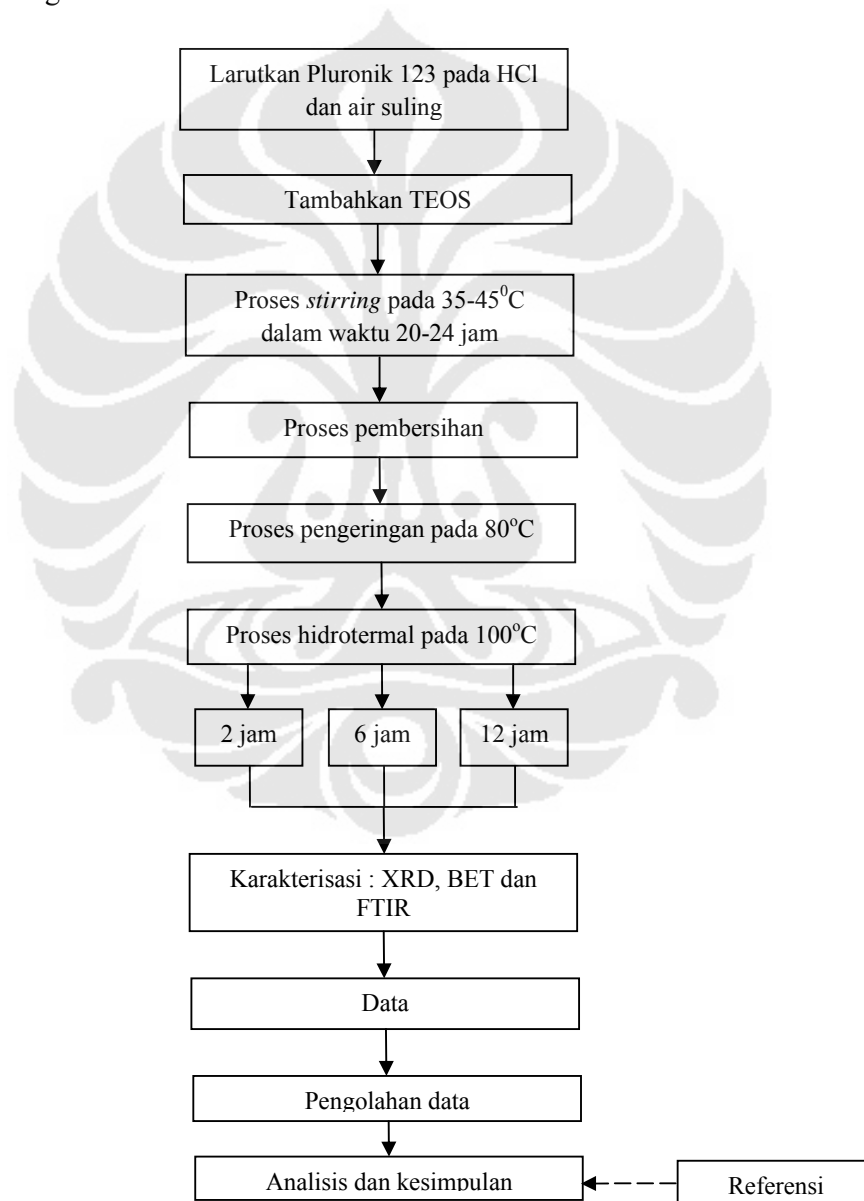 Larutkan Pluronik 123 pada HCl
dan air suling
Tambahkan TEOS
Proses stirring pada 35-45⁰C
dalam waktu 20-24 jam
Proses pembersihan
Proses pengeringan pada 80ᵒC
Proses hidrotermal pada 100ᵒC
2 jam 6 jam 12 jam
Karakterisasi : XRD, BET dan
FTIR
Data
Pengolahan data
Analisis dan kesimpulan
Referensi